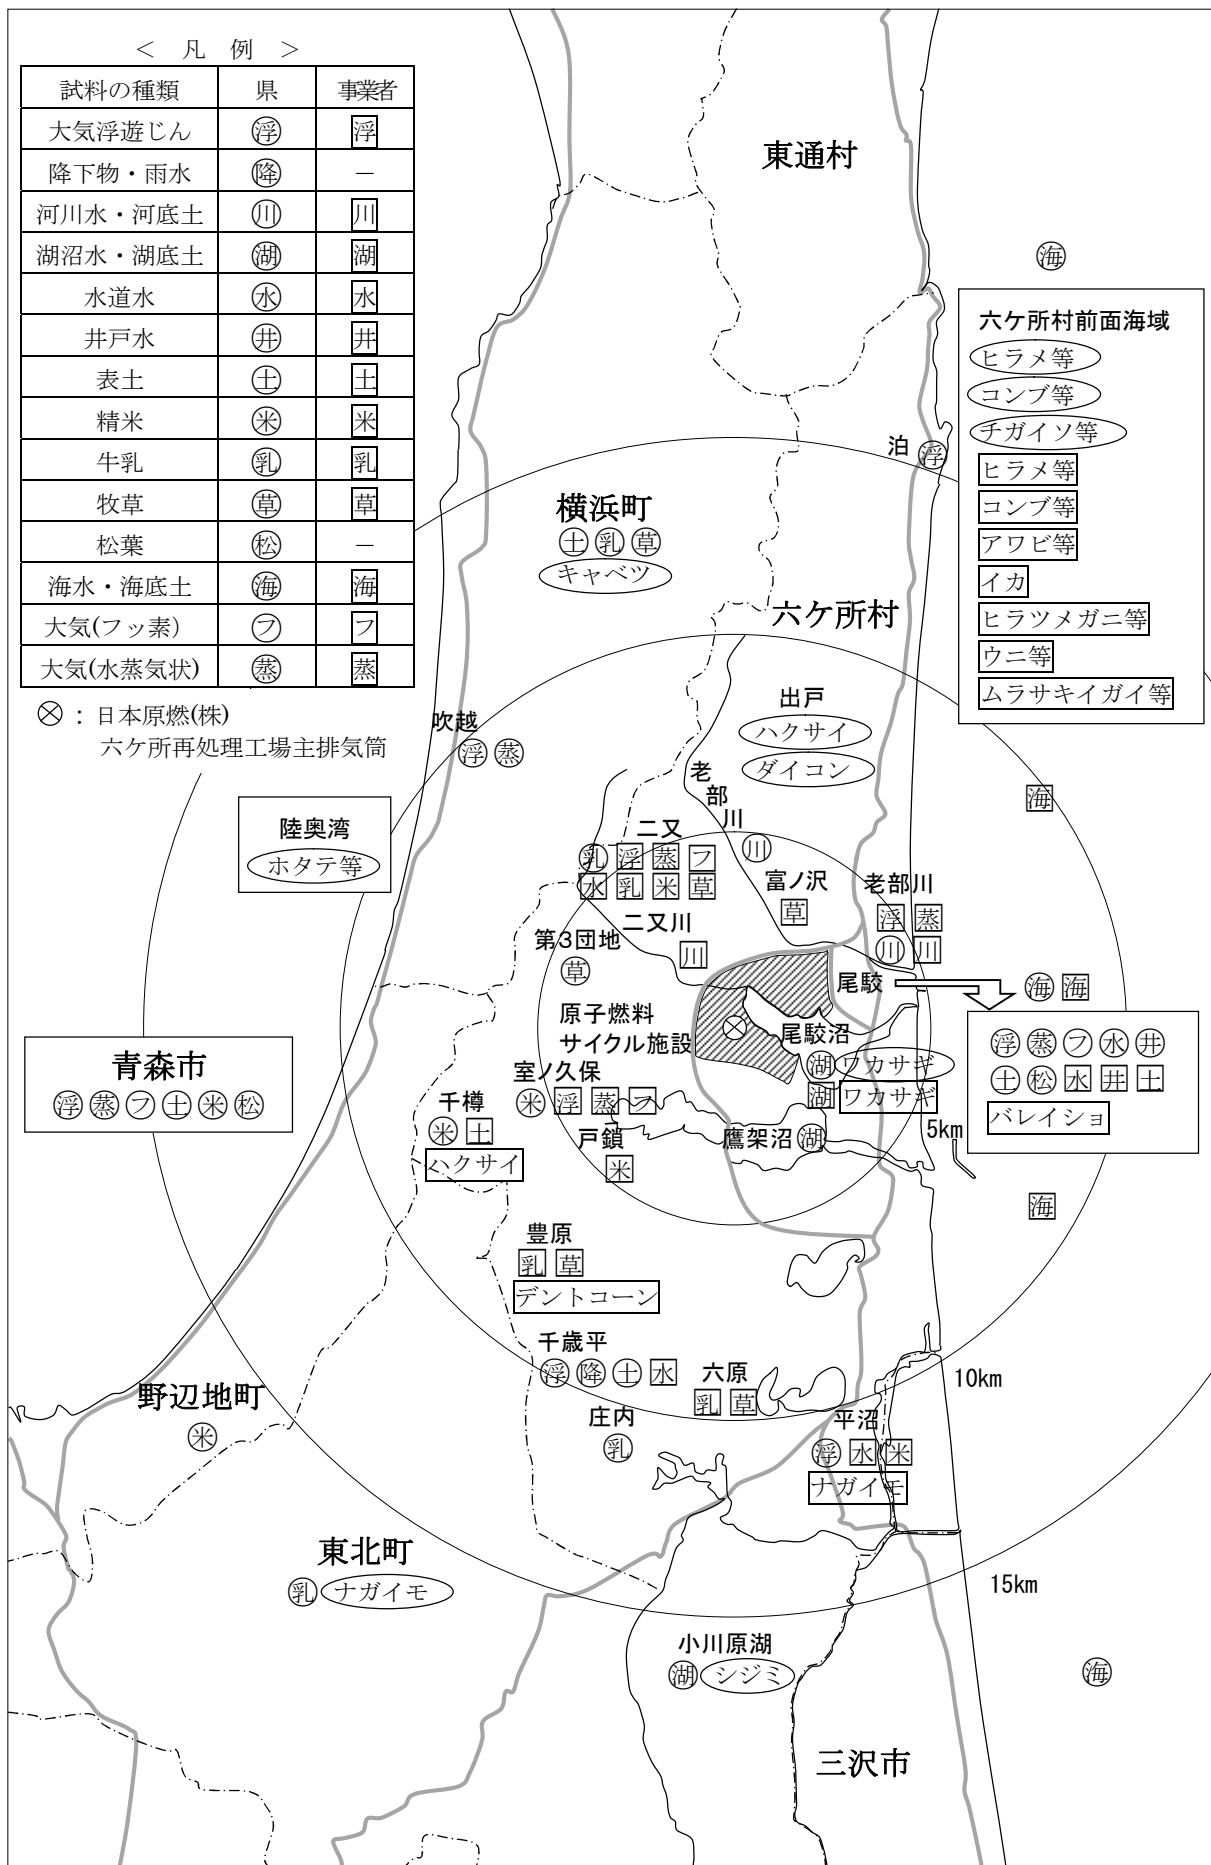 ＜ 凡 例 ＞
試料の種類 県 事業者
大気浮遊じん 浮 浮
降下物・雨水 降 －
河川水・河底土 川 川
湖沼水・湖底土 湖 湖
水道水 水 水
井戸水 井 井
表土 土 土
精米 米 米
牛乳 乳 乳
牧草 草 草
松葉 松 －
海水・海底土 海 海
大気(フッ素) フ フ
大気(水蒸気状) 蒸 蒸
⊗ : 日本原燃(株)
六ケ所再処理工場主排気筒
東通村
海
六ケ所村前面海域
ヒラメ等
コンブ等
チガイソ等
ヒラメ等
コンブ等
アワビ等
イカ
ヒラツメガニ等
ウニ等
ムラサキイガイ等
泊 浮
横浜町
土 乳 草
キャベツ
六ケ所村
吹越
浮 蒸
出戸
ハクサイ
ダイコン
海
陸奥湾
ホタテ等
老部川
川
二又
乳 浮 蒸 フ
水 乳 米 草
富ノ沢
草
老部川
浮 蒸
川 川
二又川
川
第3団地
草
尾駮
海 海
浮 蒸 フ 水 井
土 松 水 井 土
バレイショ
原子燃料
サイクル施設
尾駮沼
湖 ワカサギ
湖 ワカサギ
青森市
浮 蒸 フ 土 米 松
室ノ久保
米 浮 蒸 フ
千樽
米 土
ハクサイ
戸鎖
米
鷹架沼 湖
5km
海
豊原
乳 草
デントコーン
千歳平
浮 降 土 水
六原
乳 草
10km
野辺地町
米
庄内
乳
平沼
浮 水 米
ナガイモ
東北町
乳 ナガイモ
15km
小川原湖
湖 シジミ
海
三沢市